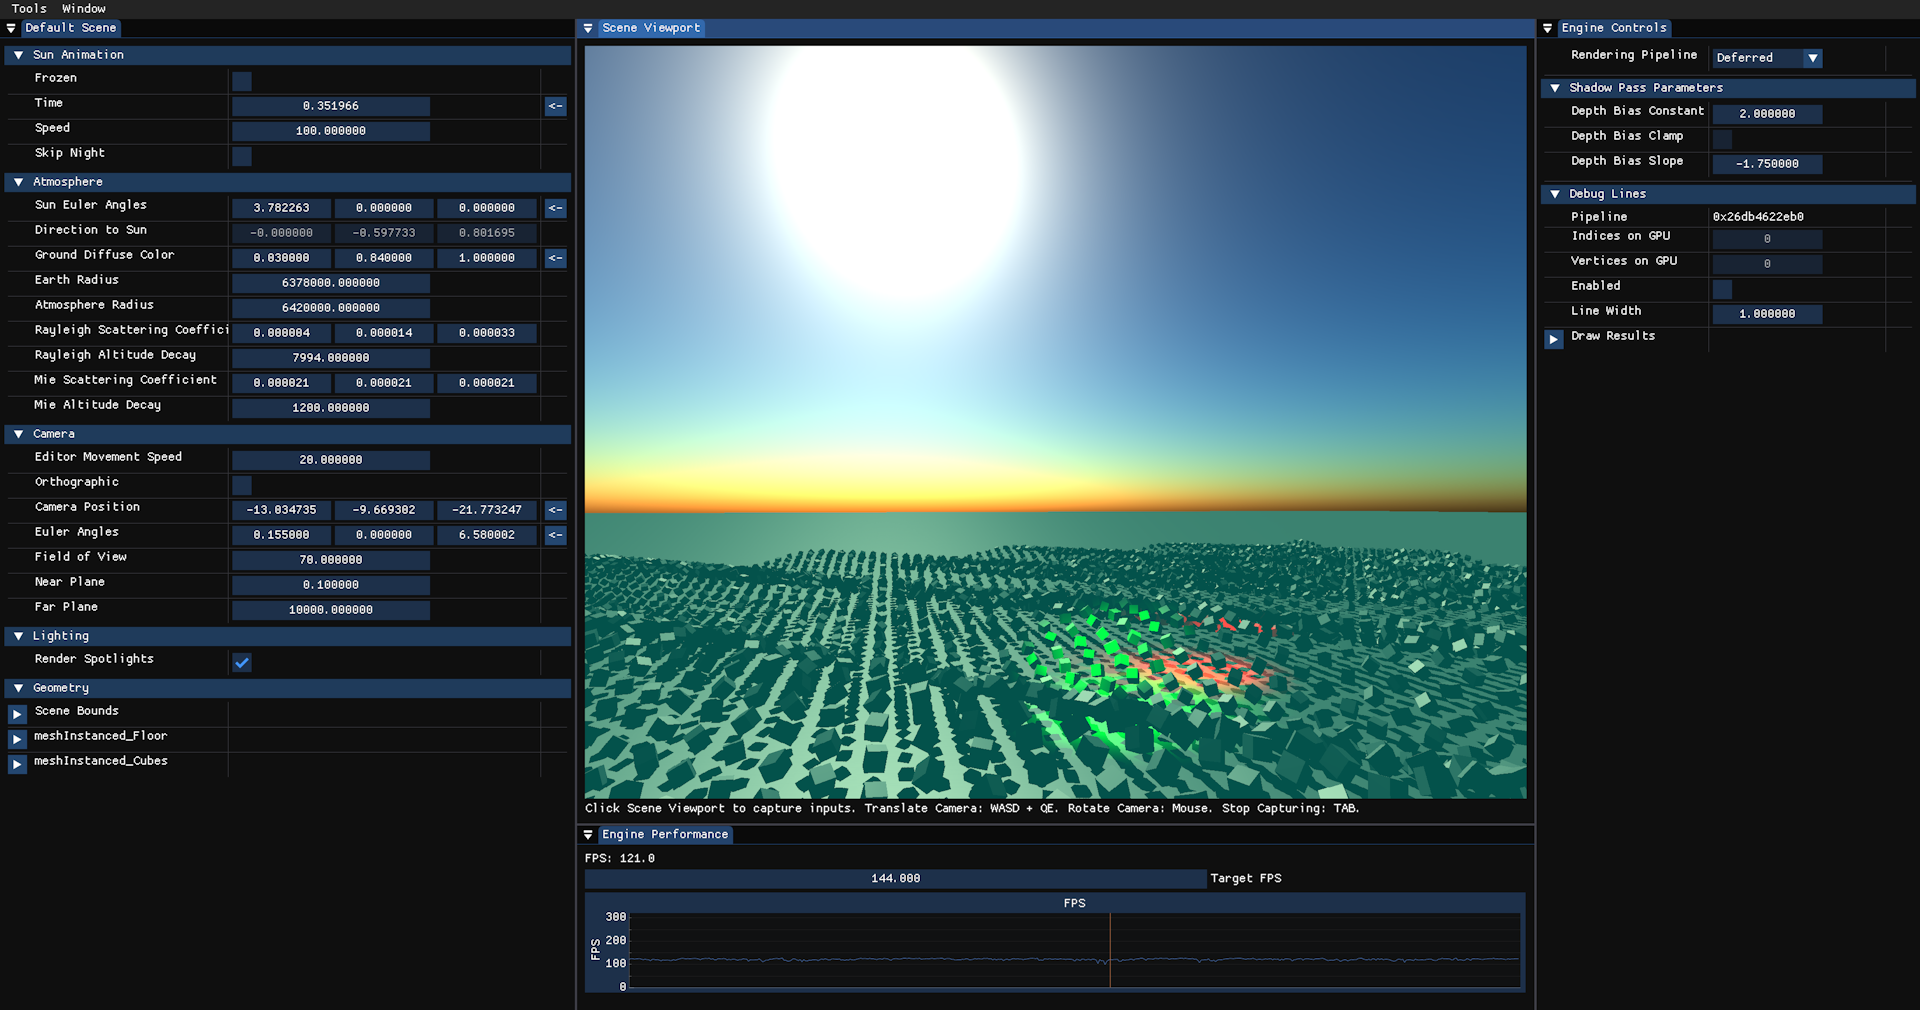 Tools Window
Default Scene
Sun Animation
Frozen
Time 0.351966 <-
Speed 100.000000
Skip Night
Atmosphere
Sun Euler Angles 3.782263 0.000000 0.000000 <-
Direction to Sun -0.000000 -0.597733 0.801695
Ground Diffuse Color 0.030000 0.840000 1.000000 <-
Earth Radius 6378000.000000
Atmosphere Radius 6420000.000000
Rayleigh Scattering Coeffici 0.000004 0.000014 0.000033
Rayleigh Altitude Decay 7994.000000
Mie Scattering Coefficient 0.000021 0.000021 0.000021
Mie Altitude Decay 1200.000000
Camera
Editor Movement Speed 20.000000
Orthographic
Camera Position -13.034735 -9.669302 -21.773247 <-
Euler Angles 0.155000 0.000000 6.580002 <-
Field of View 70.000000
Near Plane 0.100000
Far Plane 10000.000000
Lighting
Render Spotlights
Geometry
Scene Bounds
meshInstanced_Floor
meshInstanced_Cubes
Scene Viewport
Click Scene Viewport to capture inputs. Translate Camera: WASD + QE. Rotate Camera: Mouse. Stop Capturing: TAB.
Engine Performance
FPS: 121.0
144.000 Target FPS
FPS
FPS
300
200
100
0
Engine Controls
Rendering Pipeline Deferred
Shadow Pass Parameters
Depth Bias Constant 2.000000
Depth Bias Clamp
Depth Bias Slope -1.750000
Debug Lines
Pipeline 0x26db4622eb0
Indices on GPU 0
Vertices on GPU 0
Enabled
Line Width 1.000000
Draw Results